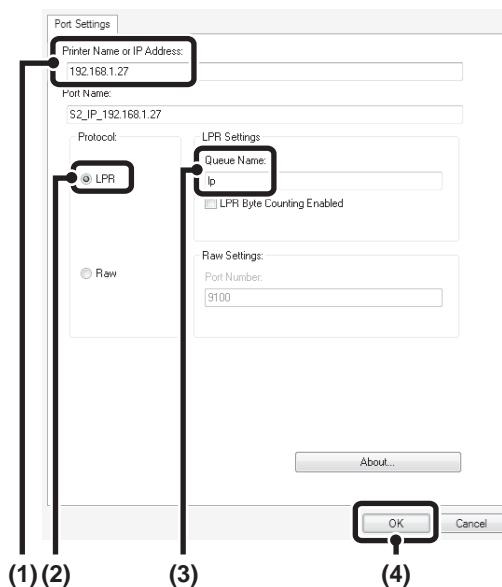 Port Settings
Printer Name or IP Address:
192.168.1.27
Port Name:
S2_IP_192.168.1.27
Protocol:
LPR
Raw
LPR Settings
Queue Name:
lp
LPR Byte Counting Enabled
Raw Settings:
Port Number:
9100
About...
OK
Cancel
(1) (2) (3) (4)